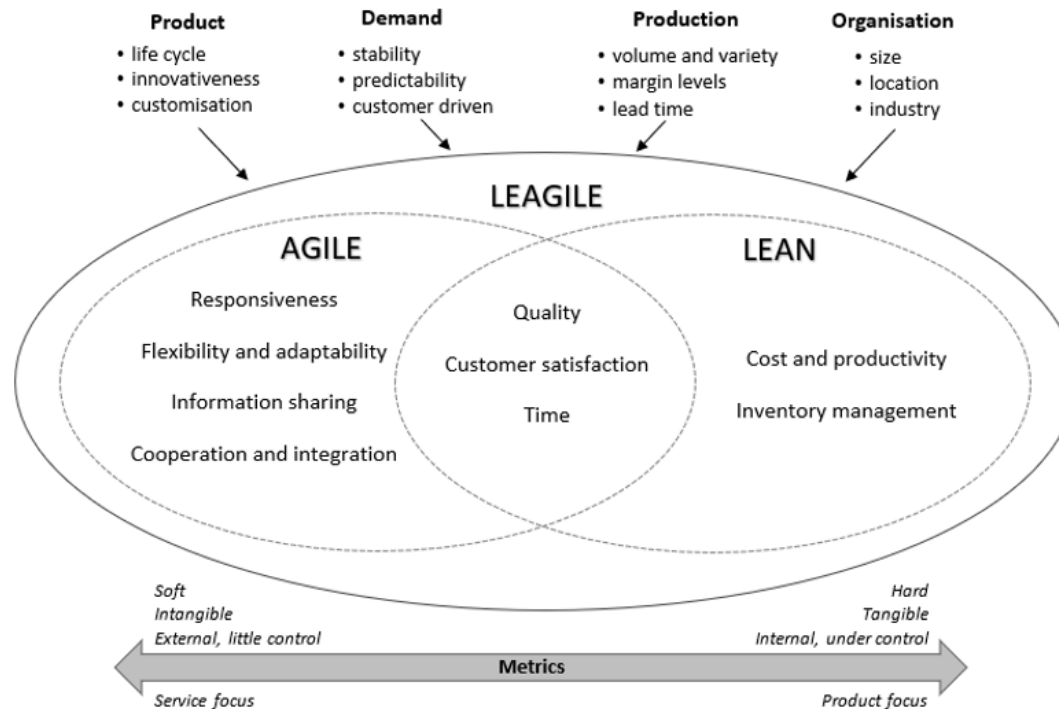 Product
• life cycle
• innovativeness
• customisation
Demand
• stability
• predictability
• customer driven
Production
• volume and variety
• margin levels
• lead time
Organisation
• size
• location
• industry
LEAGILE
AGILE
Responsiveness
Flexibility and adaptability
Information sharing
Cooperation and integration
Quality
Customer satisfaction
Time
LEAN
Cost and productivity
Inventory management
Soft
Intangible
External, little control
Hard
Tangible
Internal, under control
Metrics
Service focus
Product focus